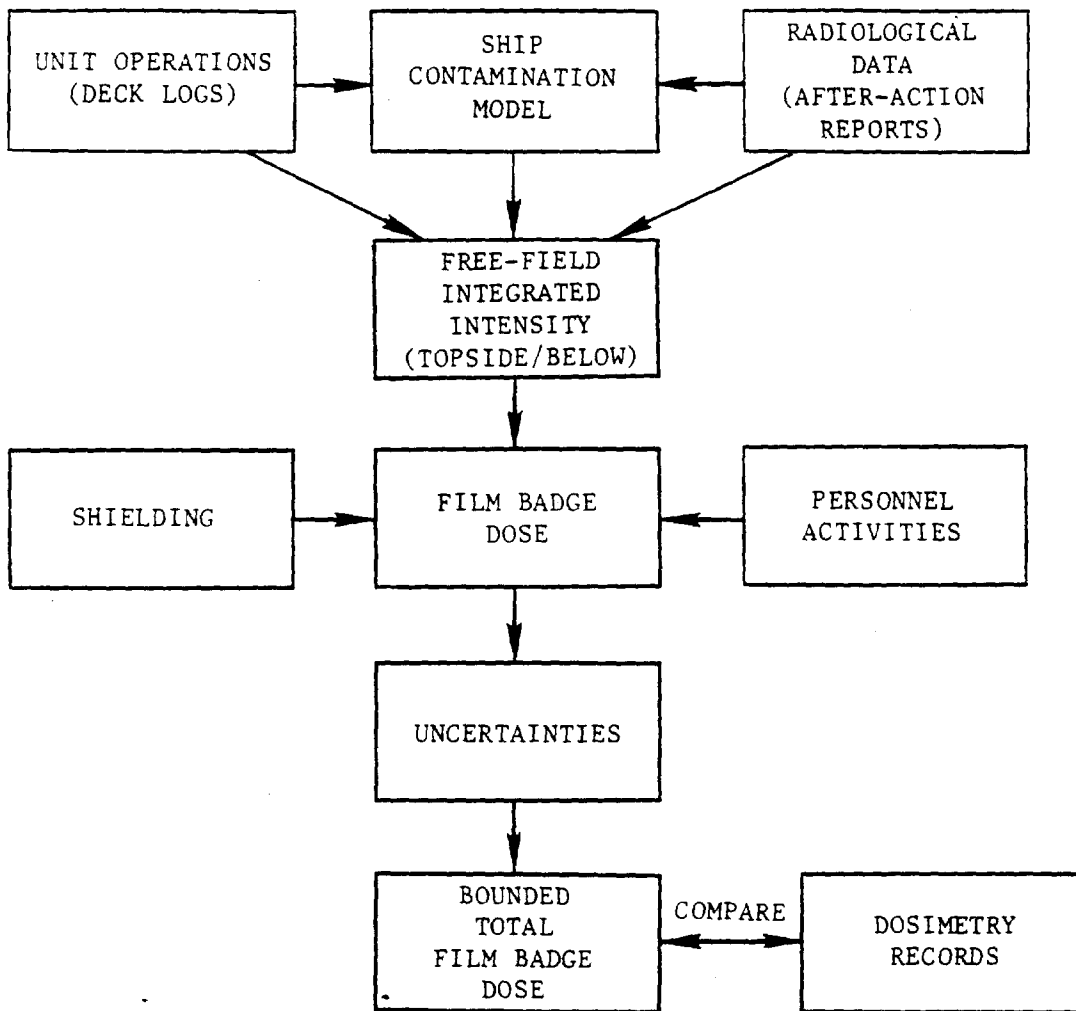 UNIT OPERATIONS
(DECK LOGS)
SHIP
CONTAMINATION
MODEL
RADIOLOGICAL
DATA
(AFTER-ACTION
REPORTS)
FREE-FIELD
INTEGRATED
INTENSITY
(TOPSIDE/BELOW)
SHIELDING
FILM BADGE
DOSE
PERSONNEL
ACTIVITIES
UNCERTAINTIES
BOUNDED
TOTAL
FILM BADGE
DOSE
COMPARE
DOSIMETRY
RECORDS